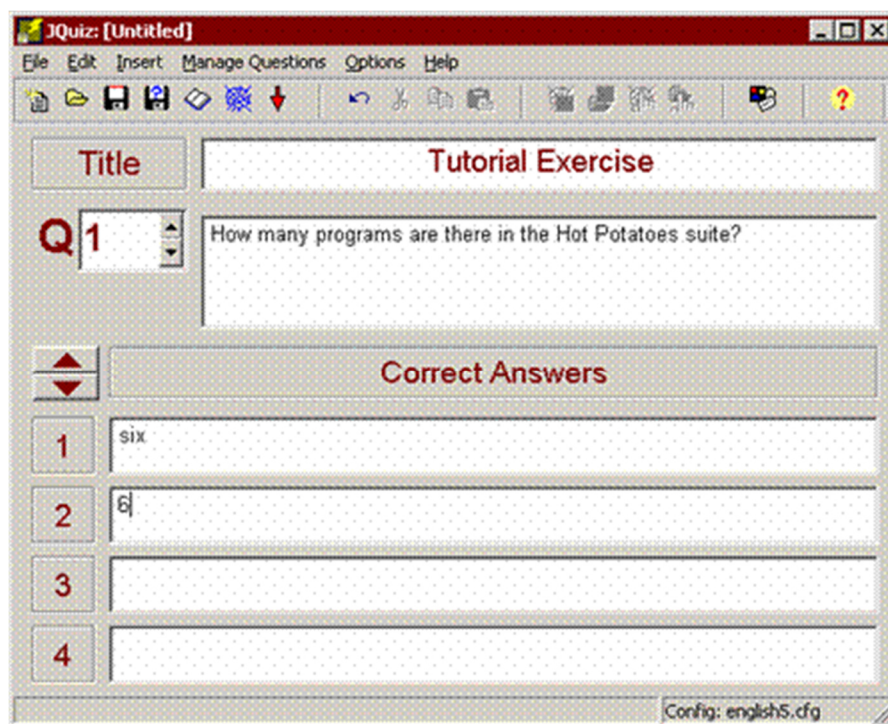 JQuiz: [Untitled]
File Edit Insert Manage Questions Options Help
Title
Tutorial Exercise
Q 1
How many programs are there in the Hot Potatoes suite?
Correct Answers
1 six
2 6
3
4
Config: english5.cfg